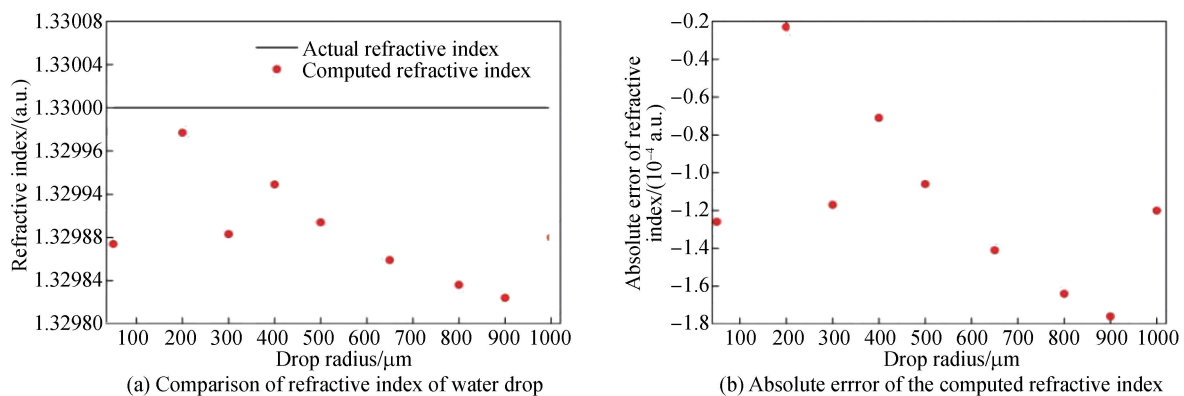 1.33008
1.33004
1.33000
1.32996
1.32994
1.32988
1.32984
1.32980
Refractive index/(a.u.)
Actual refractive index
Computed refractive index
100 200 300 400 500 600 700 800 900 1000
Drop radius/μm
(a) Comparison of refractive index of water drop
−0.2
−0.4
−0.6
−0.8
−1.0
−1.2
−1.4
−1.6
−1.8
Absolute error of refractive
index/(10⁻⁴ a.u.)
100 200 300 400 500 600 700 800 900 1000
Drop radius/μm
(b) Absolute errror of the computed refractive index